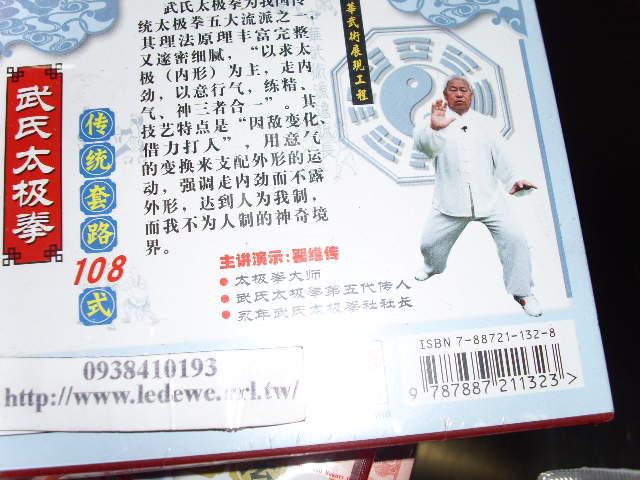 武氏太极拳为我国传
统太极拳五大流派之一，
其理法原理丰富完整
又邃密细腻，“以求太
极（内形）为主，走内
劲，以意行气，练精、
气、神三者合一”。其
技艺特点是“因敌变化、
借力打人”，用意气
的变换来支配外形的运
动，强调走内劲而不露
外形，达到人为我制，
而我不为人制的神奇境
界。
華武術展現工程
武氏太极拳
传统套路
108
式
主讲演示：翟维传
● 太极拳大师
● 武氏太极拳第五代传人
● 永年武氏太极拳社社长
0938410193
ISBN 7-88721-132-8
9 787887 211323 >